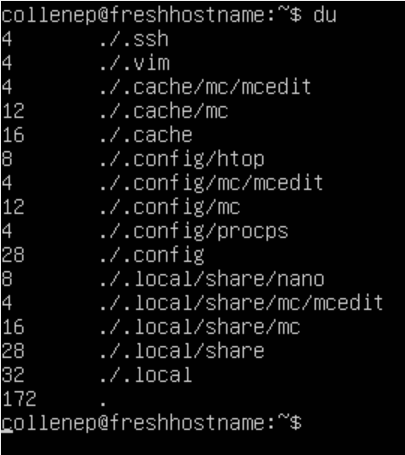 collenep@freshhostname:~$ du
4 ./.ssh
4 ./.vim
4 ./.cache/mc/mcedit
12 ./.cache/mc
16 ./.cache
8 ./.config/htop
4 ./.config/mc/mcedit
12 ./.config/mc
4 ./.config/procps
28 ./.config
8 ./.local/share/nano
4 ./.local/share/mc/mcedit
16 ./.local/share/mc
28 ./.local/share
32 ./.local
172 .
collenep@freshhostname:~$